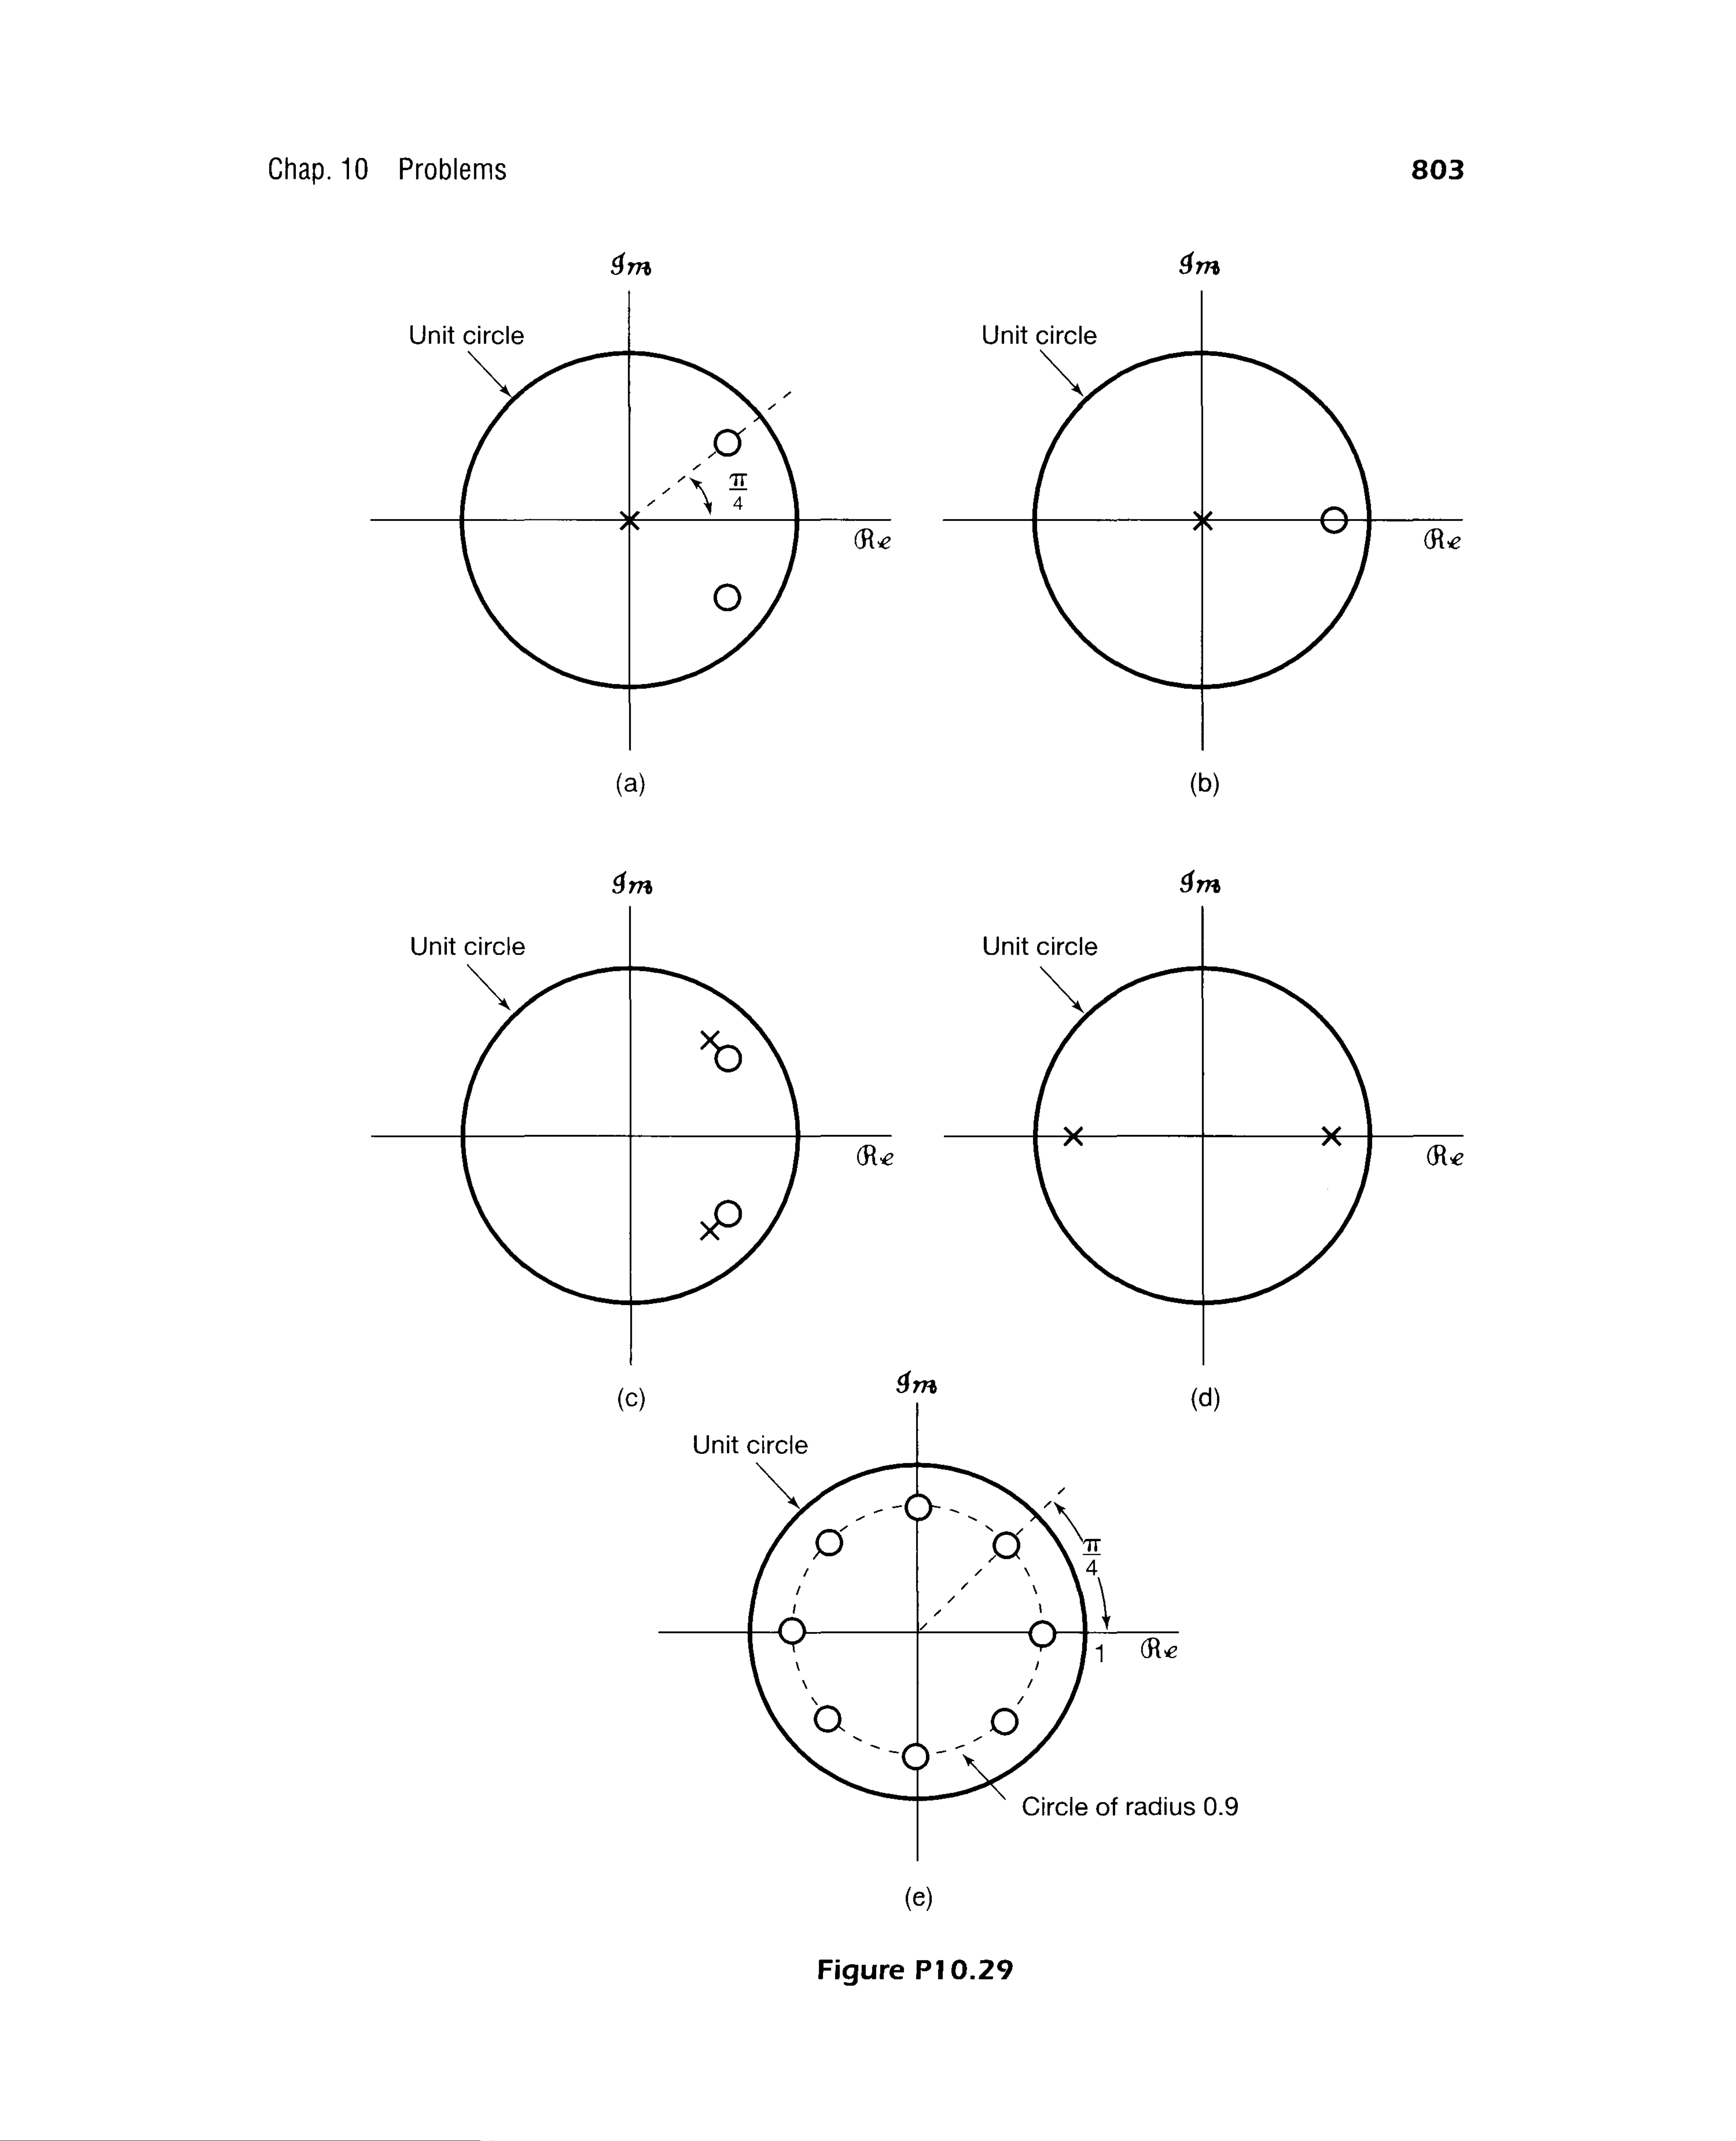 Chap. 10 Problems 803
ℐm
Unit circle
π
4
ℛe
(a)
ℐm
Unit circle
ℛe
(b)
ℐm
Unit circle
ℛe
(c)
ℐm
Unit circle
ℛe
(d)
ℐm
Unit circle
π
4
1 ℛe
Circle of radius 0.9
(e)
Figure P10.29